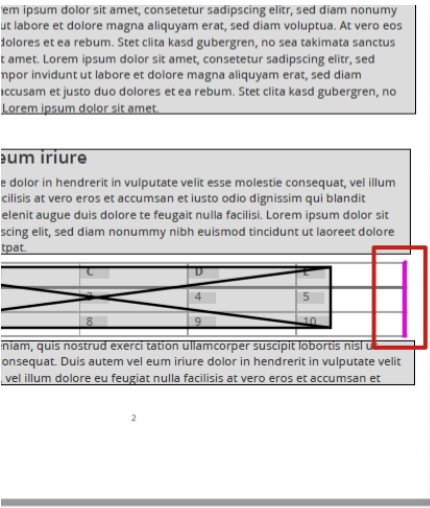 rem ipsum dolor sit amet, consetetur sadipscing elitr, sed diam nonumy
ut labore et dolore magna aliquyam erat, sed diam voluptua. At vero eos
dolores et ea rebum. Stet clita kasd gubergren, no sea takimata sanctus
t amet. Lorem ipsum dolor sit amet, consetetur sadipscing elitr, sed
mpor invidunt ut labore et dolore magna aliquyam erat, sed diam
accusam et justo duo dolores et ea rebum. Stet clita kasd gubergren, no
Lorem ipsum dolor sit amet.
eum iriure
e dolor in hendrerit in vulputate velit esse molestie consequat, vel illum
cilisis at vero eros et accumsan et iusto odio dignissim qui blandit
elenit augue duis dolore te feugait nulla facilisi. Lorem ipsum dolor sit
scing elit, sed diam nonummy nibh euismod tincidunt ut laoreet dolore
tpat.
C D E
3 4 5
8 9 10
eniam, quis nostrud exerci tation ullamcorper suscipit lobortis nisl ut
onsequat. Duis autem vel eum iriure dolor in hendrerit in vulputate velit
, vel illum dolore eu feugiat nulla facilisis at vero eros et accumsan et
2